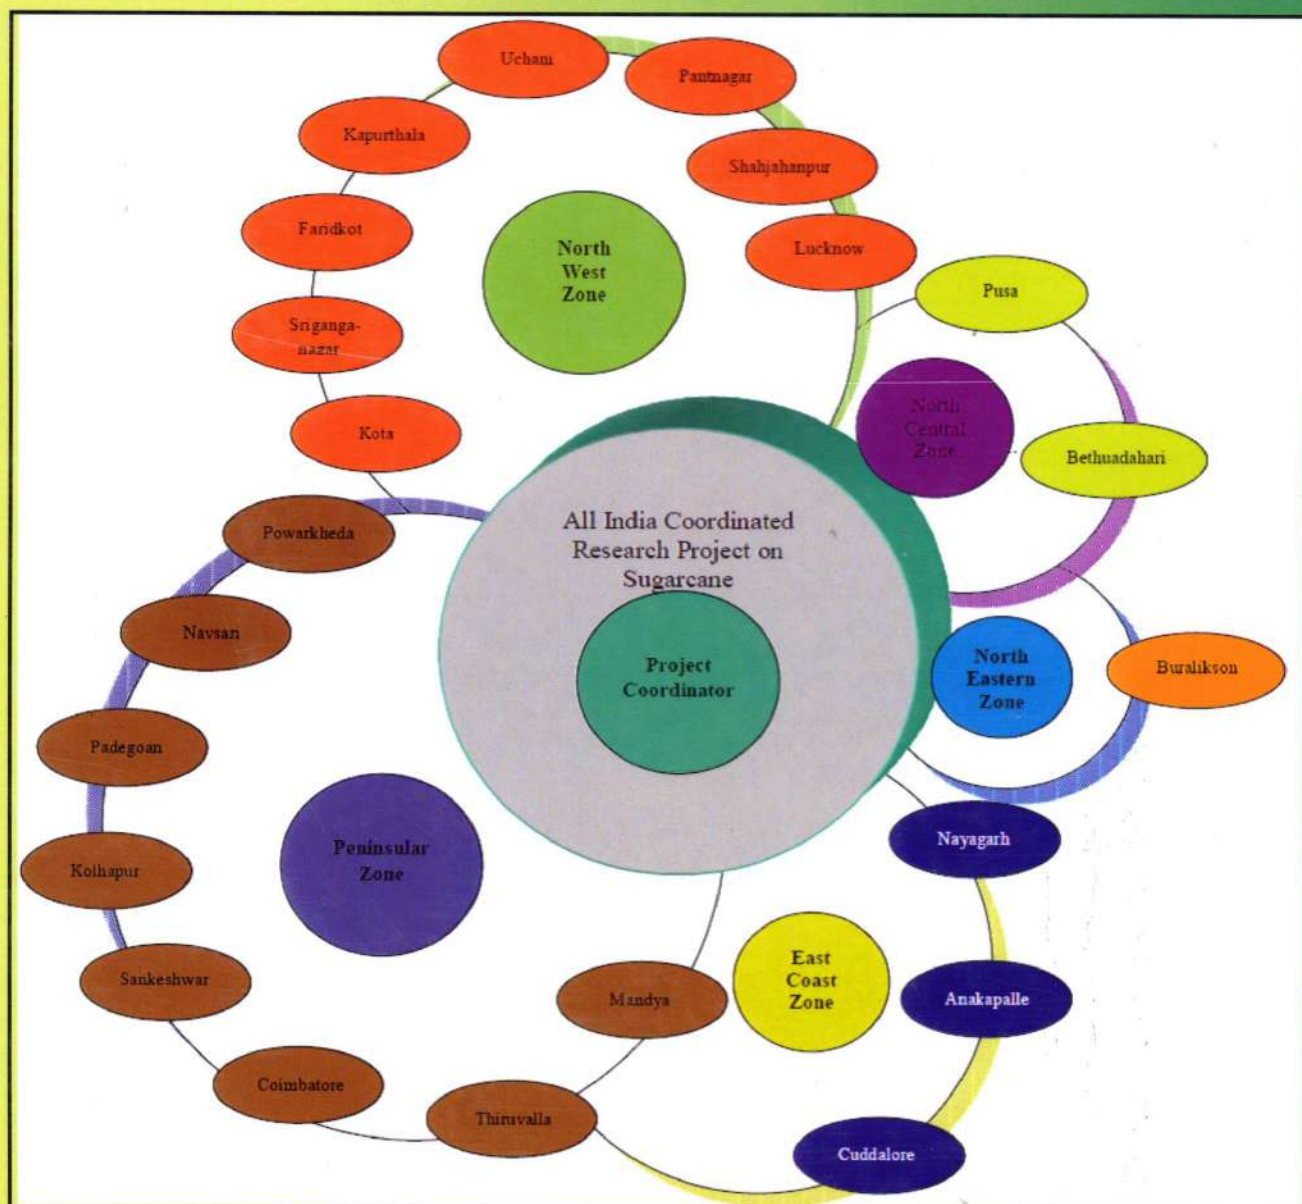 Uchani
Pantnagar
Kapurthala
Shahjahanpur
Faridkot
Lucknow
North
West
Zone
Pusa
Sriganga-
nagar
North
Central
Zone
Kota
Bethuadahari
All India Coordinated
Research Project on
Sugarcane
Powarkheda
Navsari
Project
Coordinator
North
Eastern
Zone
Buralikson
Padegoan
Nayagarh
Peninsular
Zone
Kolhapur
East
Coast
Zone
Sankeshwar
Mandya
Anakapalle
Coimbatore
Thiruvalla
Cuddalore